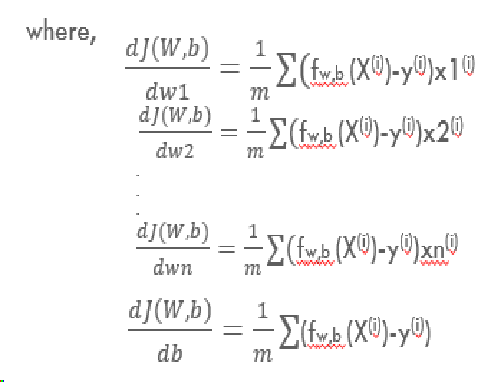 where,
dJ(W,b)/dw1 = 1/m ∑(fw,b(X⁽ⁱ⁾)-y⁽ⁱ⁾)x1⁽ⁱ⁾
dJ(W,b)/dw2 = 1/m ∑(fw,b(X⁽ⁱ⁾)-y⁽ⁱ⁾)x2⁽ⁱ⁾
.
.
.
dJ(W,b)/dwn = 1/m ∑(fw,b(X⁽ⁱ⁾)-y⁽ⁱ⁾)xn⁽ⁱ⁾
dJ(W,b)/db = 1/m ∑(fw,b(X⁽ⁱ⁾)-y⁽ⁱ⁾)